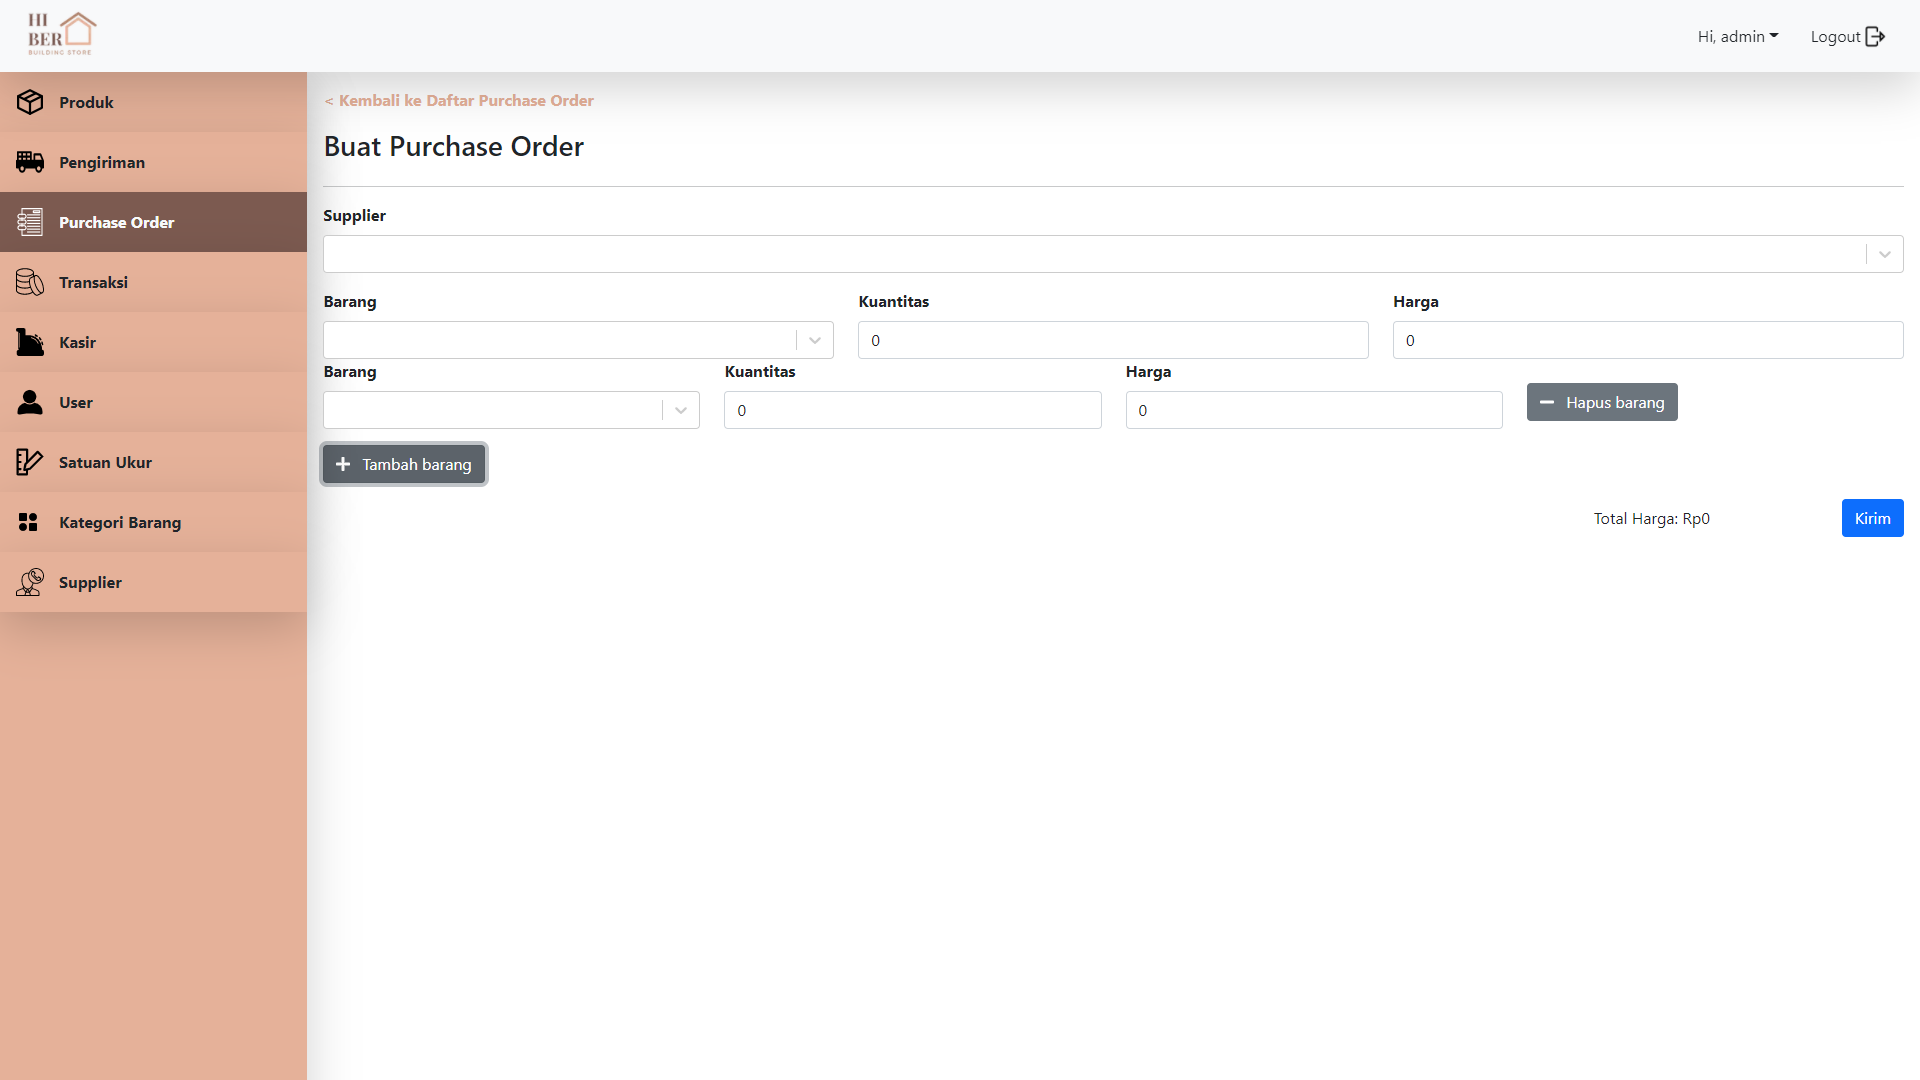 HI
BER
BUILDING STORE
Hi, admin
Logout
Produk
Pengiriman
Purchase Order
Transaksi
Kasir
User
Satuan Ukur
Kategori Barang
Supplier
< Kembali ke Daftar Purchase Order
Buat Purchase Order
Supplier
Barang Kuantitas Harga
0 0
Barang Kuantitas Harga
0 0 Hapus barang
Tambah barang
Total Harga: Rp0 Kirim